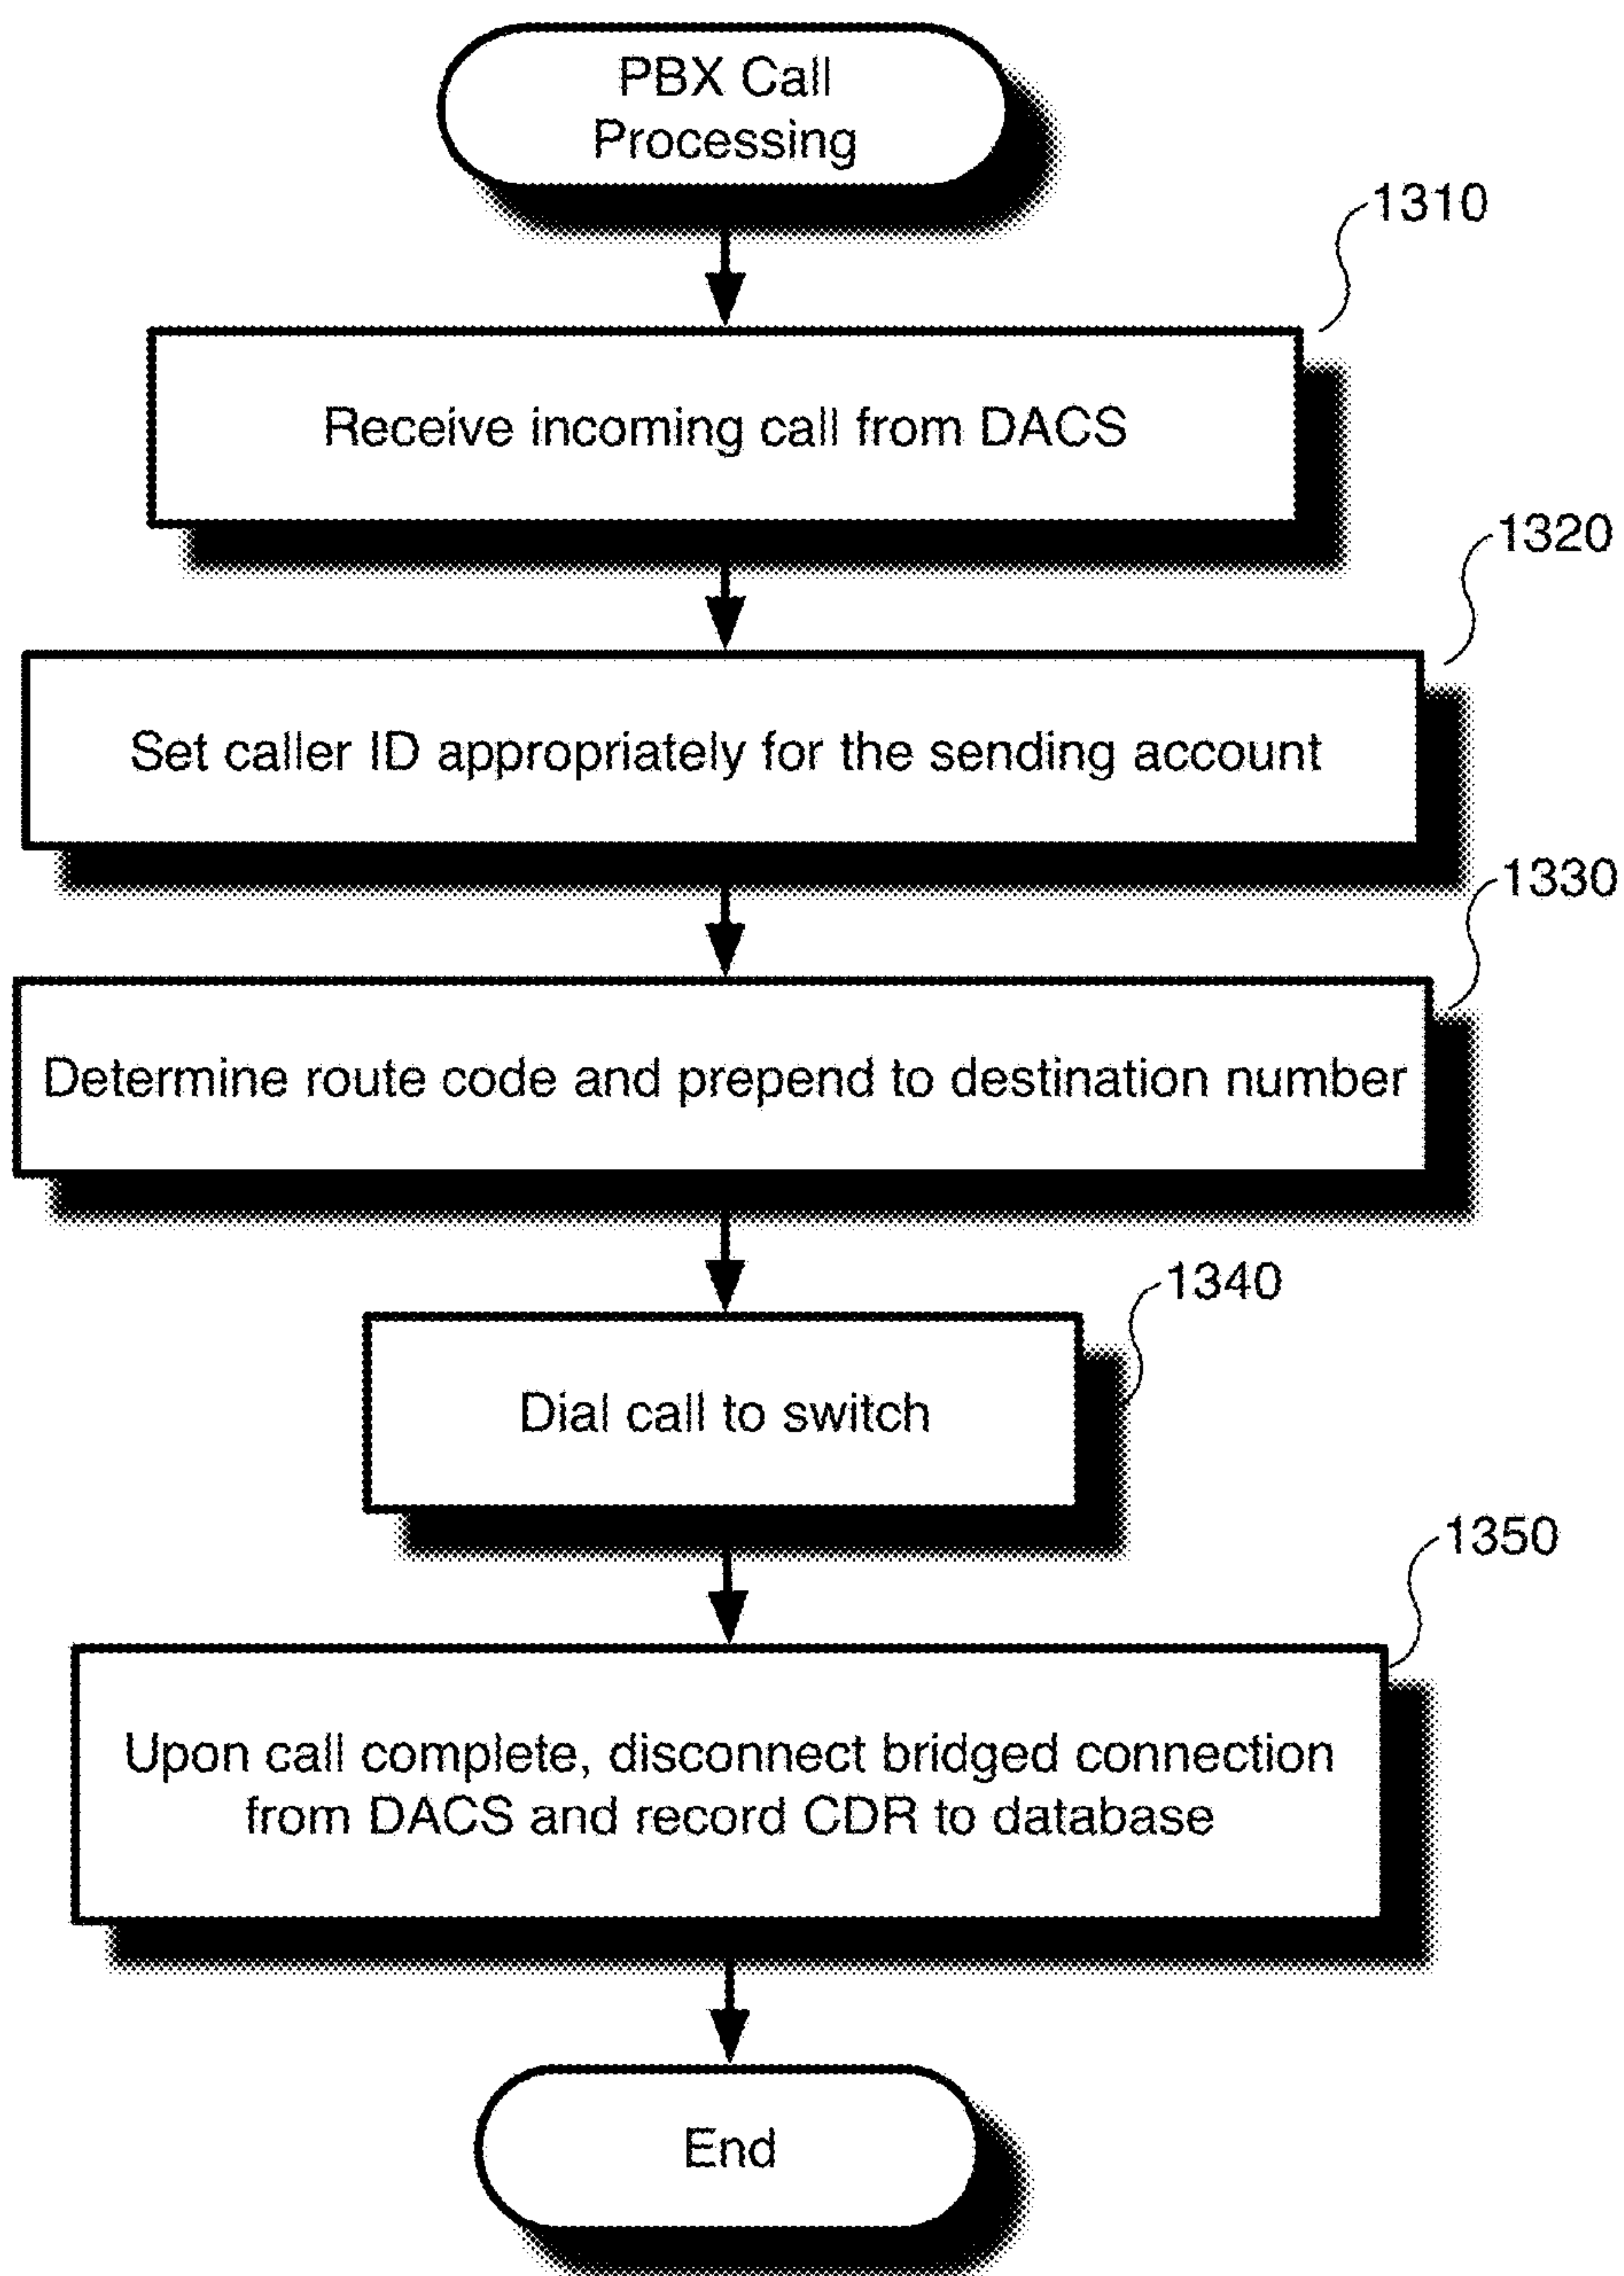 PBX Call
Processing
1310
Receive incoming call from DACS
1320
Set caller ID appropriately for the sending account
1330
Determine route code and prepend to destination number
1340
Dial call to switch
1350
Upon call complete, disconnect bridged connection
from DACS and record CDR to database
End